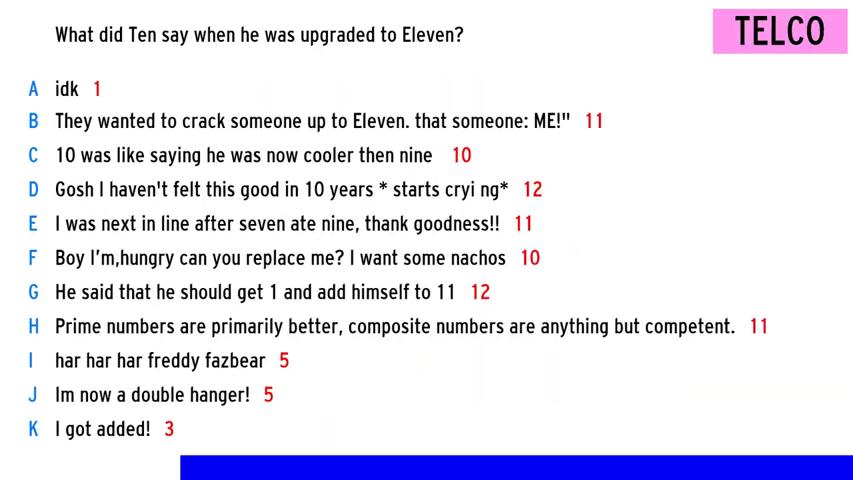 What did Ten say when he was upgraded to Eleven?
TELCO
A idk 1
B They wanted to crack someone up to Eleven. that someone: ME!" 11
C 10 was like saying he was now cooler then nine 10
D Gosh I haven't felt this good in 10 years * starts cryi ng* 12
E I was next in line after seven ate nine, thank goodness!! 11
F Boy I'm,hungry can you replace me? I want some nachos 10
G He said that he should get 1 and add himself to 11 12
H Prime numbers are primarily better, composite numbers are anything but competent. 11
I har har har freddy fazbear 5
J Im now a double hanger! 5
K I got added! 3